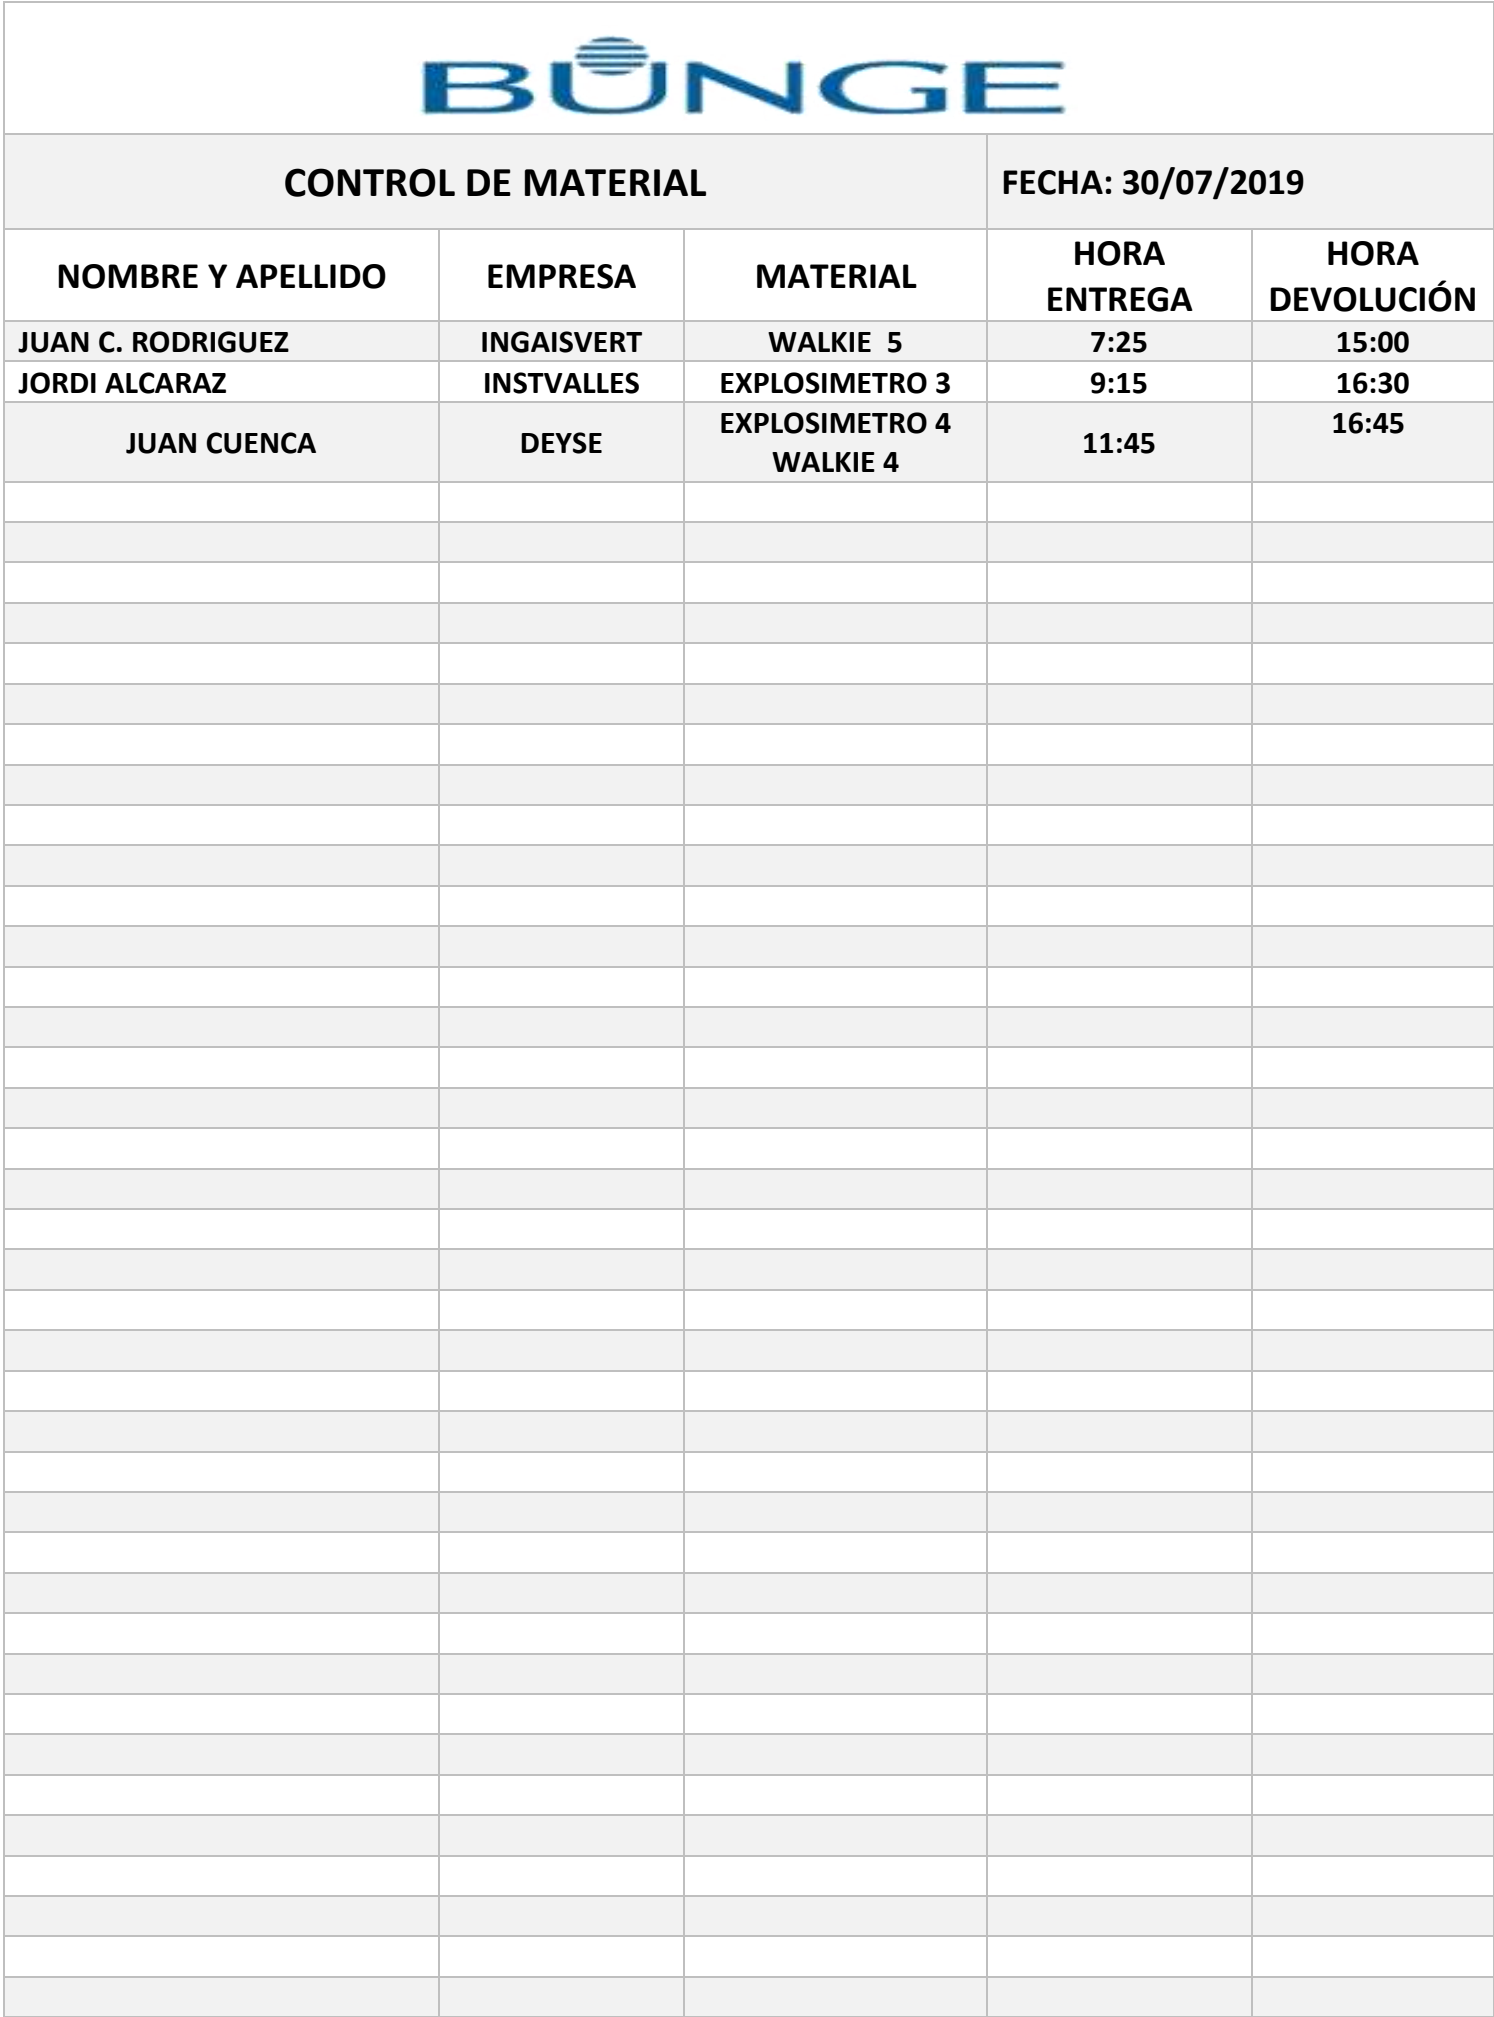 BUNGE
CONTROL DE MATERIAL
FECHA: 30/07/2019
NOMBRE Y APELLIDO
EMPRESA
MATERIAL
HORA
ENTREGA
HORA
DEVOLUCIÓN
JUAN C. RODRIGUEZ INGAISVERT WALKIE 5 7:25 15:00
JORDI ALCARAZ INSTVALLES EXPLOSIMETRO 3 9:15 16:30
JUAN CUENCA
DEYSE
EXPLOSIMETRO 4
WALKIE 4
11:45
16:45